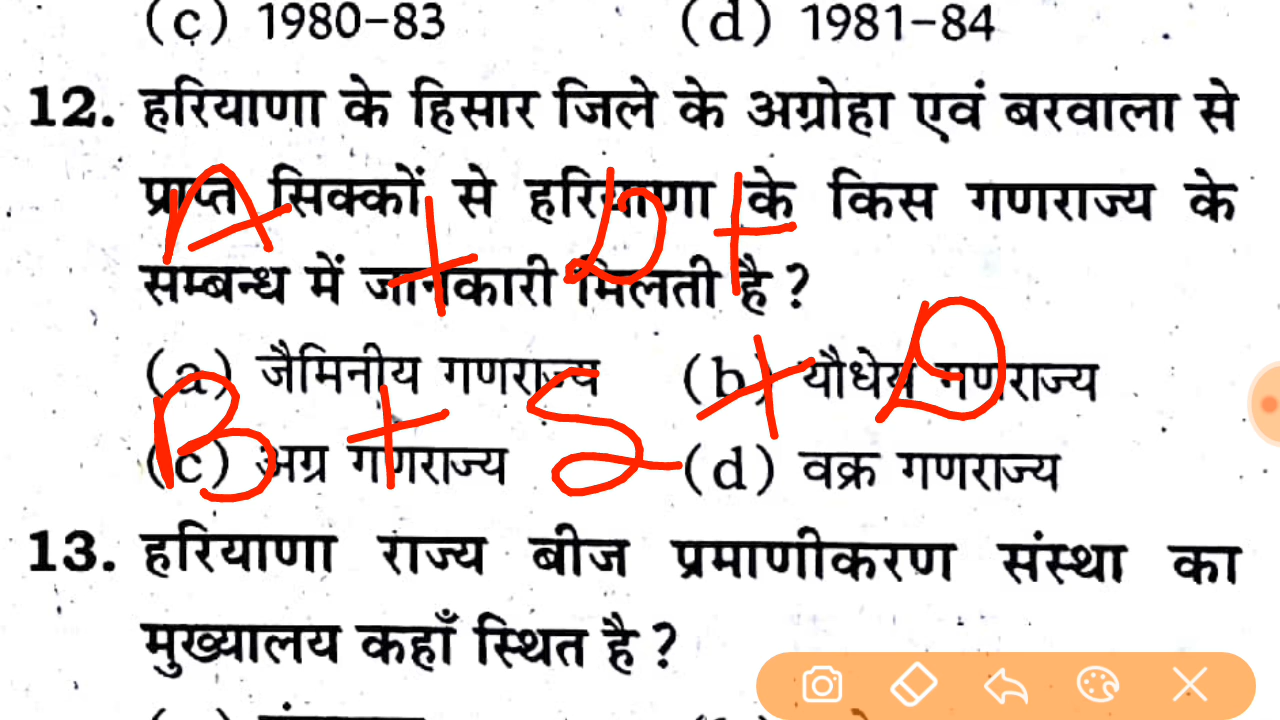 (c) 1980-83 (d) 1981-84
12. हरियाणा के हिसार जिले के अग्रोहा एवं बरवाला से
प्राप्त सिक्कों से हरियाणा के किस गणराज्य के
सम्बन्ध में जानकारी मिलती है ?
A + D +
(a) जैमिनीय गणराज्य (b) यौधेय गणराज्य
B + S + D
(c) अग्र गणराज्य (d) वक्र गणराज्य
13. हरियाणा राज्य बीज प्रमाणीकरण संस्था का
मुख्यालय कहाँ स्थित है ?